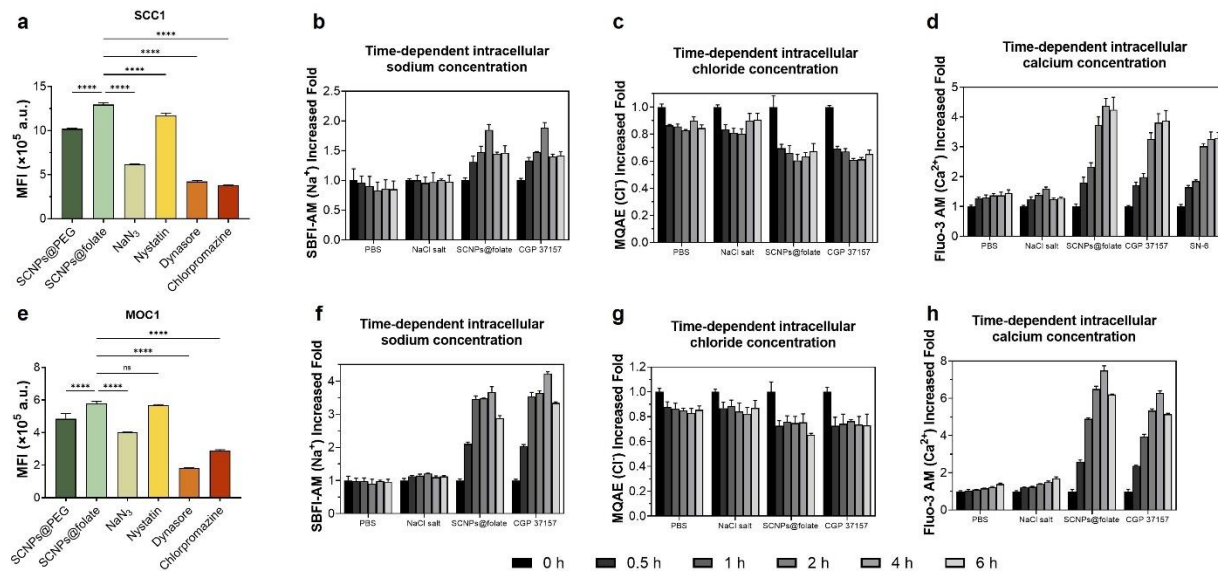 a
SCC1
MFI (×10⁵ a.u.)
15
10
5
0
****
****
****
**** ****
SCNPs@PEG
SCNPs@folate
NaN₃
Nystatin
Dynasore
Chlorpromazine
b
Time-dependent intracellular
sodium concentration
SBFI-AM (Na⁺) Increased Fold
2.5
2.0
1.5
1.0
0.5
0.0
PBS NaCl salt SCNPs@folate CGP 37157
c
Time-dependent intracellular
chloride concentration
MQAE (Cl⁻) Increased Fold
1.2
1.0
0.8
0.6
0.4
0.2
0.0
PBS NaCl salt SCNPs@folate CGP 37157
d
Time-dependent intracellular
calcium concentration
Fluo-3 AM (Ca²⁺) Increased Fold
5
4
3
2
1
0
PBS NaCl salt SCNPs@folate CGP 37157 SN-6
e
MOC1
MFI (×10⁵ a.u.)
8
6
4
2
0
****
****
ns
**** ****
SCNPs@PEG
SCNPs@folate
NaN₃
Nystatin
Dynasore
Chlorpromazine
f
Time-dependent intracellular
sodium concentration
SBFI-AM (Na⁺) Increased Fold
5
4
3
2
1
0
PBS NaCl salt SCNPs@folate CGP 37157
g
Time-dependent intracellular
chloride concentration
MQAE (Cl⁻) Increased Fold
1.2
1.0
0.8
0.6
0.4
0.2
0.0
PBS NaCl salt SCNPs@folate CGP 37157
h
Time-dependent intracellular
calcium concentration
Fluo-3 AM (Ca²⁺) Increased Fold
8
6
4
2
0
PBS NaCl salt SCNPs@folate CGP 37157
0 h 0.5 h 1 h 2 h 4 h 6 h